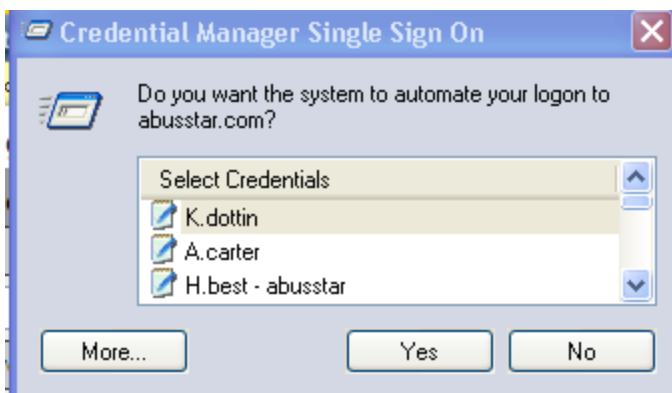 Credential Manager Single Sign On
Do you want the system to automate your logon to
abusstar.com?
Select Credentials
K.dottin
A.carter
H.best - abusstar
More...
Yes
No